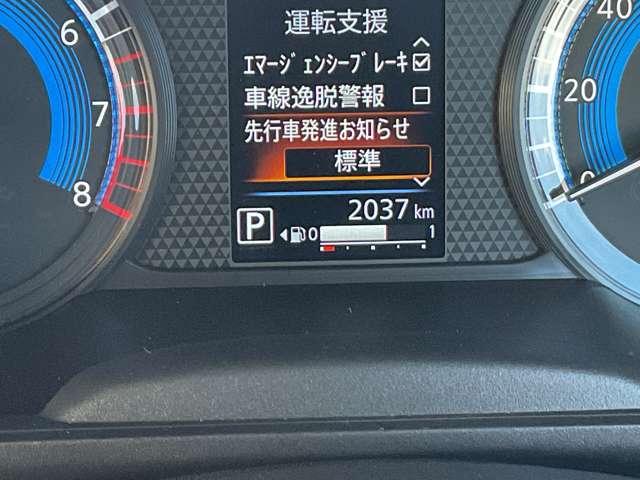 運転支援
ｴﾏｰｼﾞｪﾝｼｰﾌﾞﾚｰｷ
車線逸脱警報
先行車発進お知らせ
標準
P
2037 km
0 1
6
7
8
40
20
0